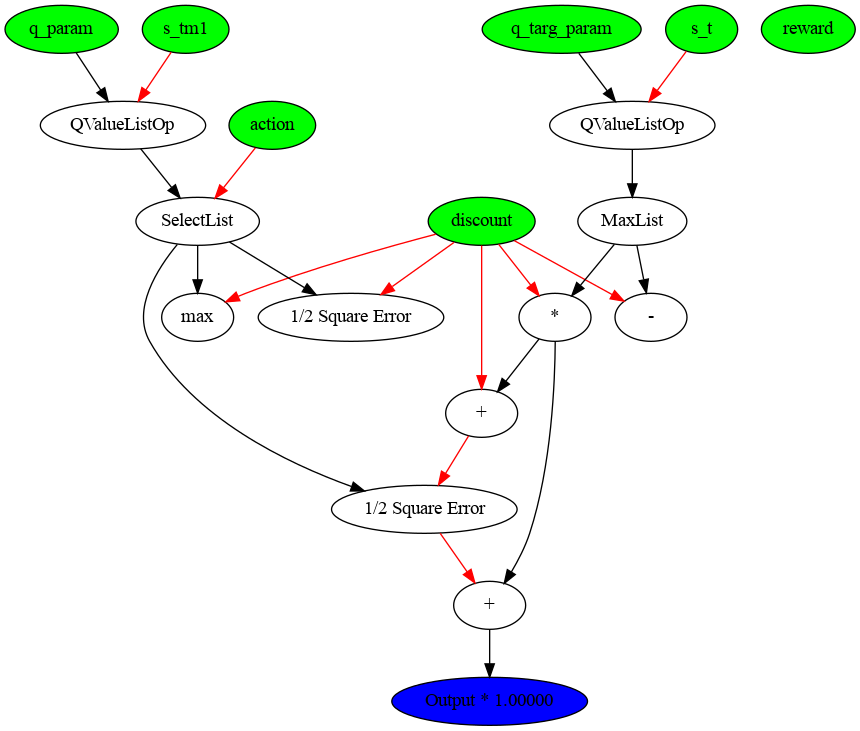 q_param
s_tm1
q_targ_param
s_t
reward
QValueListOp
action
QValueListOp
SelectList
discount
MaxList
max
1/2 Square Error
*
-
+
1/2 Square Error
+
Output * 1.00000